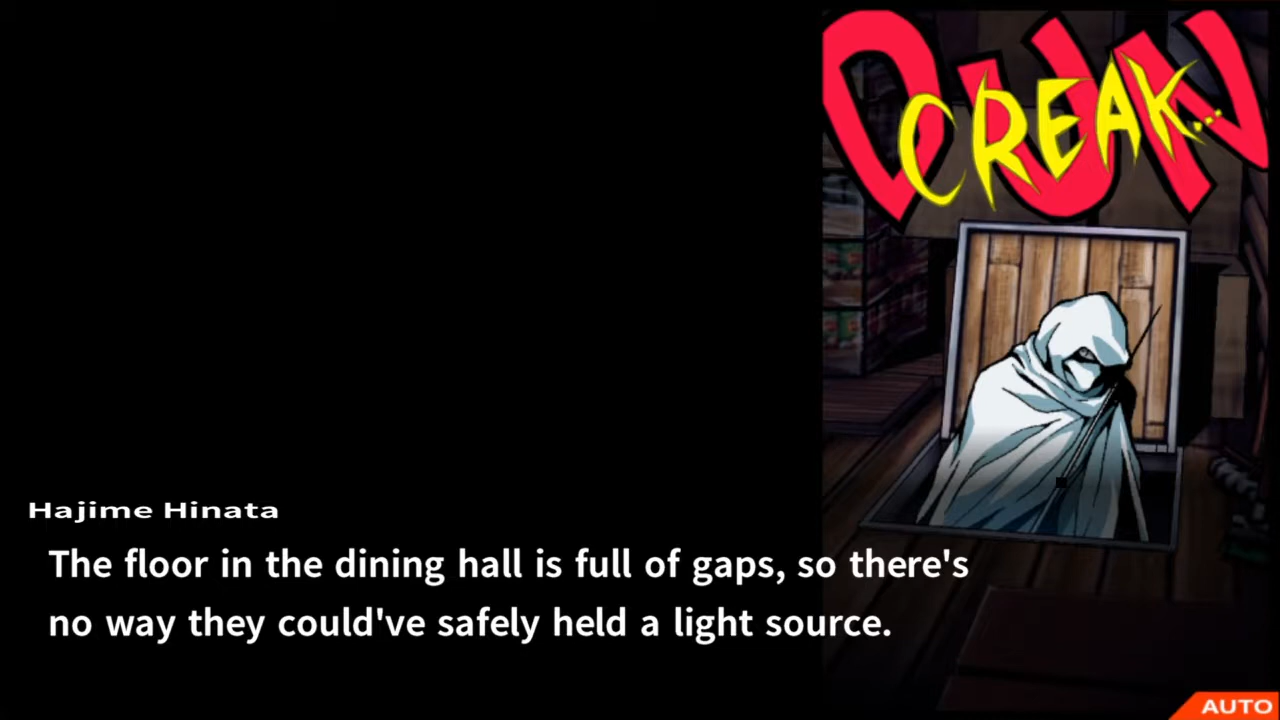 DUN
CREAK...
Hajime Hinata
The floor in the dining hall is full of gaps, so there's
no way they could've safely held a light source.
AUTO